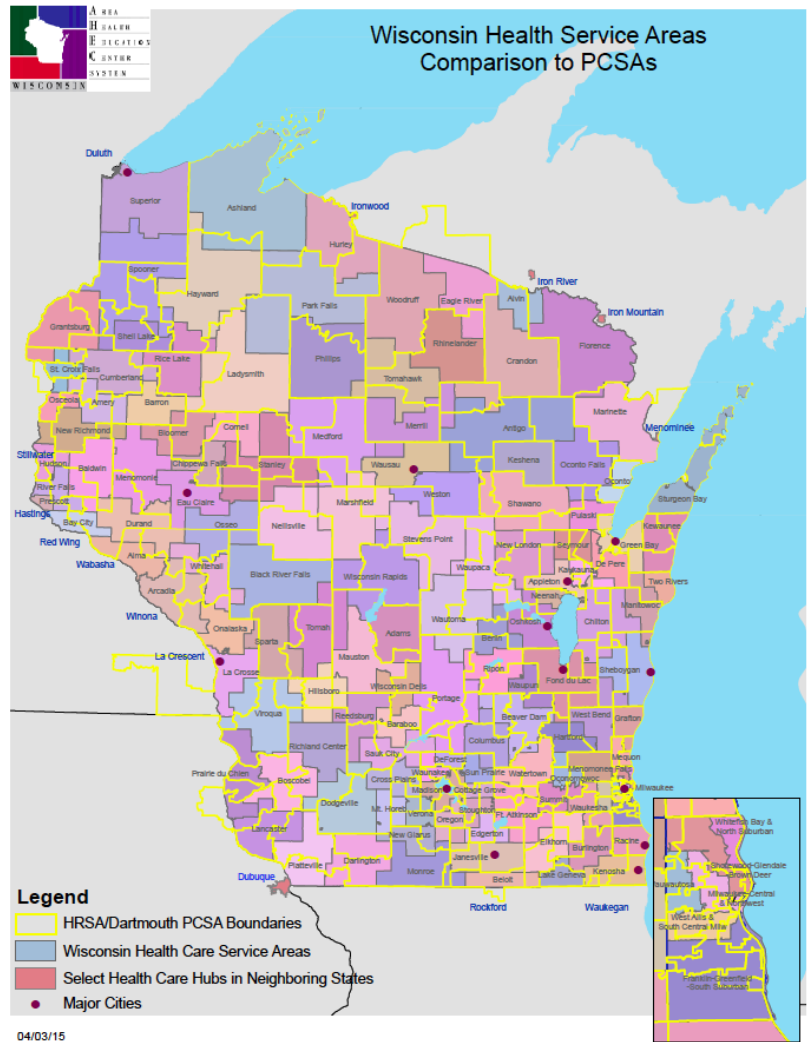 A R E A
H E A L T H
E D U C A T I O N
C E N T E R
S Y S T E M
W I S C O N S I N
Wisconsin Health Service Areas
Comparison to PCSAs
Duluth
Superior
Ashland
Ironwood
Hurley
Iron River
Spooner
Hayward
Park Falls
Woodruff
Eagle River
Alvin
Iron Mountain
Florence
Grantsburg
Shell Lake
Rice Lake
Phillips
Rhinelander
Crandon
St. Croix Falls
Cumberland
Ladysmith
Tomahawk
Osceola
Amery
Barron
Marinette
New Richmond
Bloomer
Cornell
Medford
Merrill
Antigo
Menominee
Stillwater
Hudson
Baldwin
Menomonie
Chippewa Falls
Stanley
Wausau
Keshena
Oconto Falls
Oconto
River Falls
Eau Claire
Weston
Sturgeon Bay
Prescott
Hastings
Bay City
Durand
Osseo
Neillsville
Marshfield
Shawano
Pulaski
Kewaunee
Red Wing
Stevens Point
New London
Seymour
Green Bay
Wabasha
Alma
Whitehall
Black River Falls
Wisconsin Rapids
Waupaca
Kaukauna
De Pere
Appleton
Two Rivers
Arcadia
Neenah
Manitowoc
Winona
Onalaska
Sparta
Tomah
Adams
Wautoma
Oshkosh
Chilton
Berlin
La Crescent
La Crosse
Mauston
Ripon
Fond du Lac
Sheboygan
Hillsboro
Wisconsin Dells
Portage
Waupun
Viroqua
Reedsburg
Baraboo
Beaver Dam
West Bend
Grafton
Richland Center
Sauk City
Columbus
Hartford
Prairie du Chien
Boscobel
Cross Plains
Waunakee
DeForest
Sun Prairie
Watertown
Oconomowoc
Menomonee Falls
Mequon
Dodgeville
Madison
Cottage Grove
Milwaukee
Lancaster
Mt. Horeb
Verona
Oregon
Stoughton
Ft. Atkinson
Summit
Waukesha
New Glarus
Edgerton
Elkhorn
Burlington
Racine
Platteville
Darlington
Monroe
Janesville
Beloit
Lake Geneva
Kenosha
Dubuque
Rockford
Waukegan
Whitefish Bay &
North Suburban
Shorewood-Glendale
Brown Deer
Milwaukee-Central
& Northwest
West Allis &
South Central Milw
Franklin-Greenfield
-South Suburban
Legend
HRSA/Dartmouth PCSA Boundaries
Wisconsin Health Care Service Areas
Select Health Care Hubs in Neighboring States
Major Cities
04/03/15